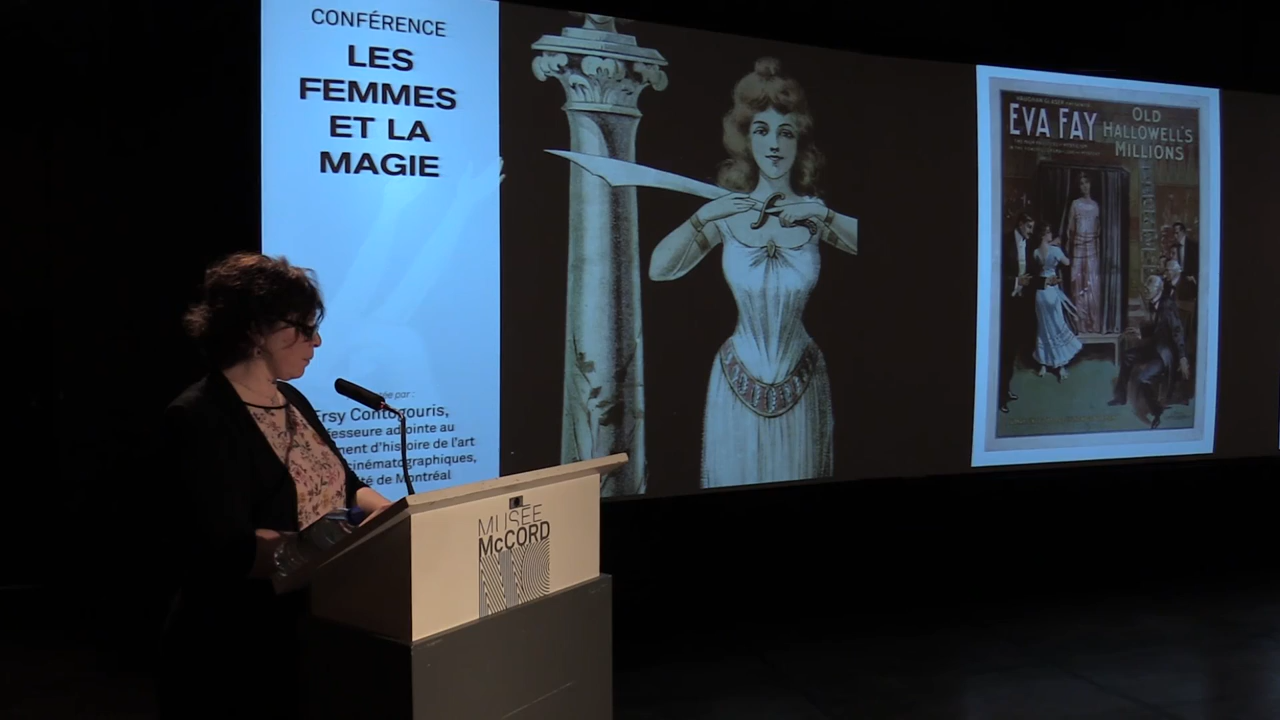 CONFÉRENCE
LES
FEMMES
ET LA
MAGIE
par :
Ersy Contogouris,
fesseure adjointe au
ment d'histoire de l'art
cinématographiques,
té de Montréal
EVA FAY
OLD
HALLOWELL'S
MILLIONS
MUSÉE
McCORD